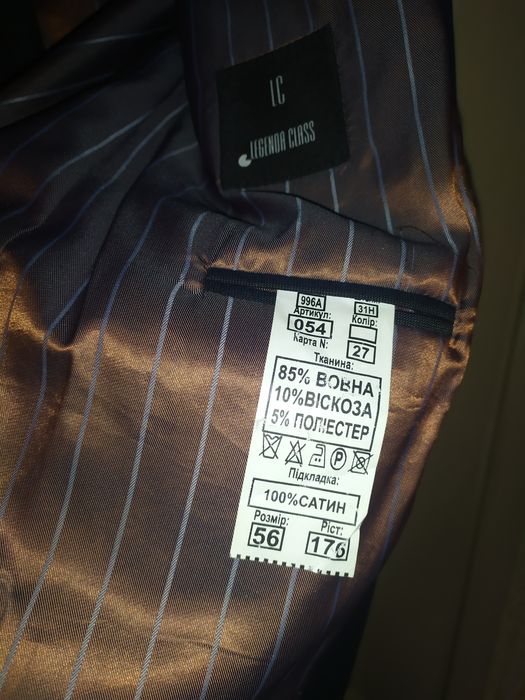 LC
LEGENDA CLASS
996A 31Н
Артикул: Колір:
054
Карта N: 27
Тканина:
85% ВОВНА
10%ВІСКОЗА
5% ПОЛІЕСТЕР
Підкладка:
100%САТИН
Розмір: Ріст:
56 176